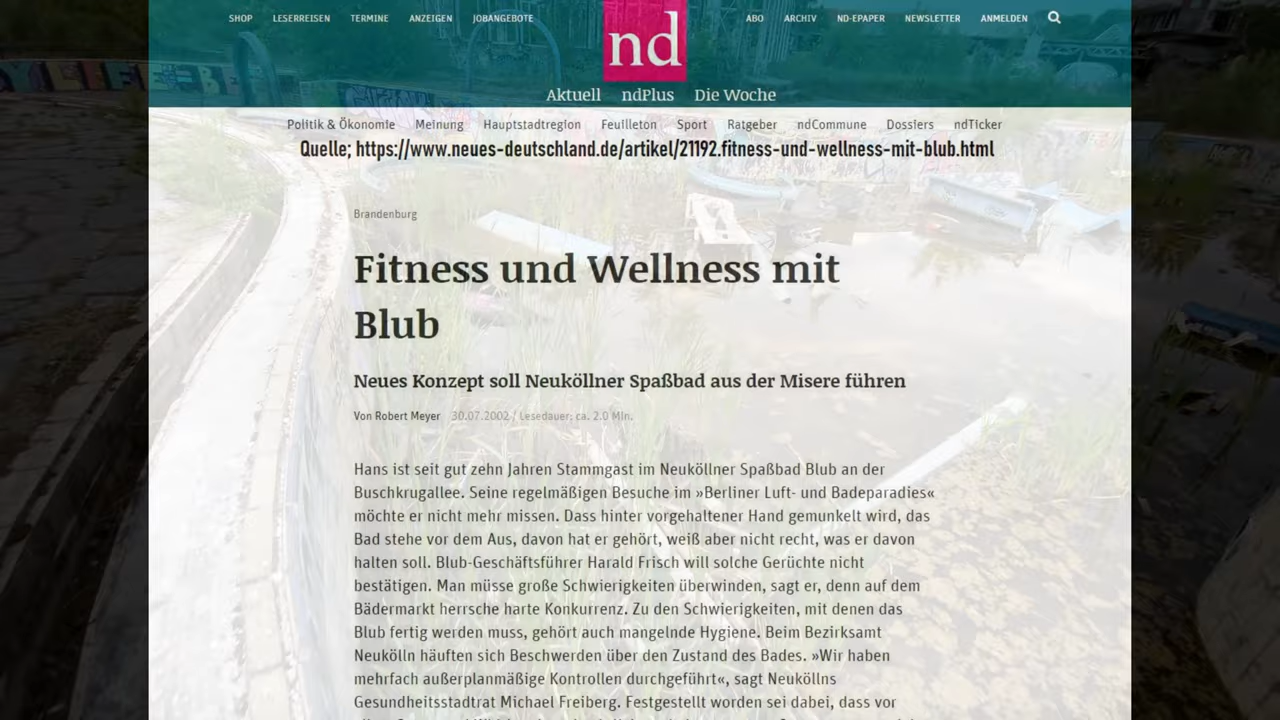 SHOP LESERREISEN TERMINE ANZEIGEN JOBANGEBOTE nd ABO ARCHIV ND-EPAPER NEWSLETTER ANMELDEN
Aktuell ndPlus Die Woche
Politik & Ökonomie Meinung Hauptstadtregion Feuilleton Sport Ratgeber ndCommune Dossiers ndTicker
Quelle; https://www.neues-deutschland.de/artikel/21192.fitness-und-wellness-mit-blub.html
Brandenburg
Fitness und Wellness mit
Blub
Neues Konzept soll Neuköllner Spaßbad aus der Misere führen
Von Robert Meyer 30.07.2002 / Lesedauer: ca. 2.0 Min.
Hans ist seit gut zehn Jahren Stammgast im Neuköllner Spaßbad Blub an der
Buschkrugallee. Seine regelmäßigen Besuche im »Berliner Luft- und Badeparadies«
möchte er nicht mehr missen. Dass hinter vorgehaltener Hand gemunkelt wird, das
Bad stehe vor dem Aus, davon hat er gehört, weiß aber nicht recht, was er davon
halten soll. Blub-Geschäftsführer Harald Frisch will solche Gerüchte nicht
bestätigen. Man müsse große Schwierigkeiten überwinden, sagt er, denn auf dem
Bädermarkt herrsche harte Konkurrenz. Zu den Schwierigkeiten, mit denen das
Blub fertig werden muss, gehört auch mangelnde Hygiene. Beim Bezirksamt
Neukölln häuften sich Beschwerden über den Zustand des Bades. »Wir haben
mehrfach außerplanmäßige Kontrollen durchgeführt«, sagt Neuköllns
Gesundheitsstadtrat Michael Freiberg. Festgestellt worden sei dabei, dass vor